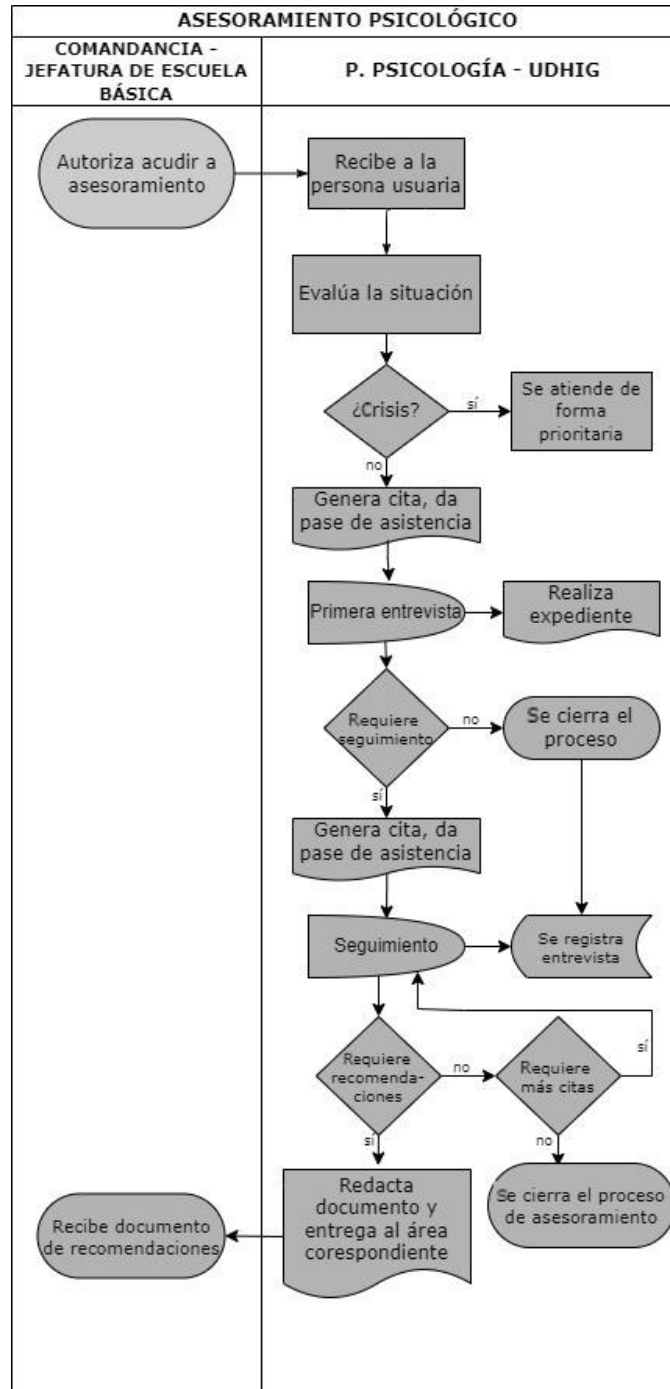 ASESORAMIENTO PSICOLÓGICO
COMANDANCIA -
JEFATURA DE ESCUELA
BÁSICA
P. PSICOLOGÍA - UDHIG
Autoriza acudir a
asesoramiento
Recibe a la
persona usuaria
Evalúa la situación
¿Crisis?
sí
Se atiende de
forma
prioritaria
no
Genera cita, da
pase de asistencia
Primera entrevista
Realiza
expediente
Requiere
seguimiento
no
Se cierra el
proceso
sí
Genera cita, da
pase de asistencia
Seguimiento
Se registra
entrevista
Requiere
recomenda-
ciones
no
Requiere
más citas
sí
sí
no
Redacta
documento y
entrega al área
corespondiente
Se cierra el proceso
de asesoramiento
Recibe documento
de recomendaciones